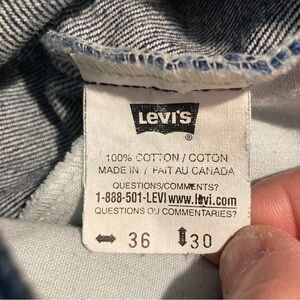 LEVI'S ®
100% COTTON / COTON
MADE IN / FAIT AU CANADA
QUESTIONS/COMMENTS?
1-888-501-LEVI www.levi.com
QUESTIONS OU COMMENTAIRES?
36 30